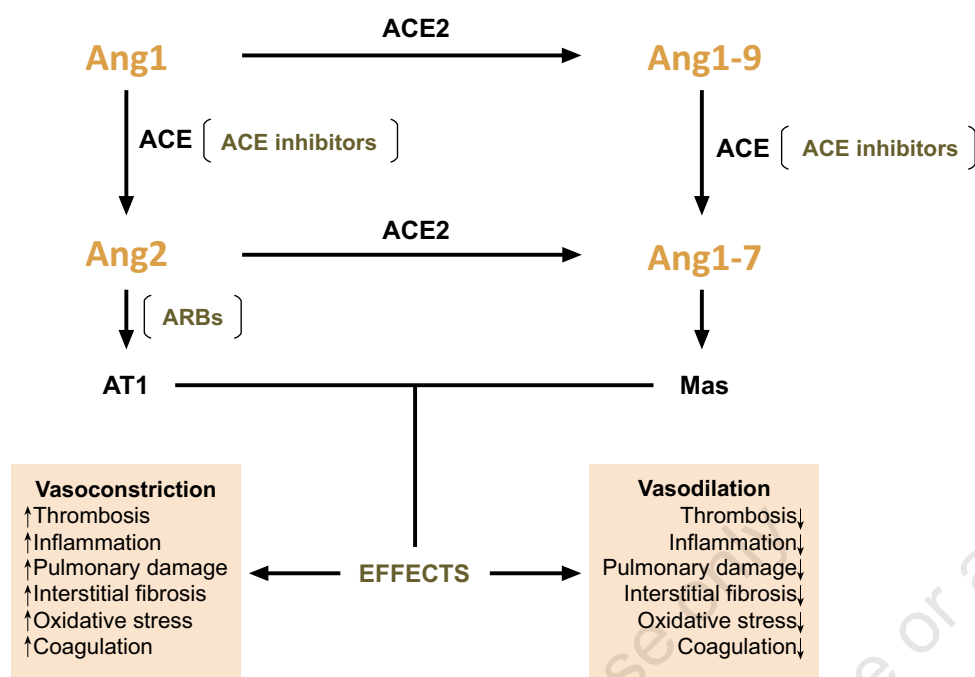 ACE2
Ang1
Ang1-9
ACE
ACE inhibitors
ACE
ACE inhibitors
ACE2
Ang2
Ang1-7
ARBs
AT1
Mas
Vasoconstriction
↑Thrombosis
↑Inflammation
↑Pulmonary damage
↑Interstitial fibrosis
↑Oxidative stress
↑Coagulation
EFFECTS
Vasodilation
Thrombosis↓
Inflammation↓
Pulmonary damage↓
Interstitial fibrosis↓
Oxidative stress↓
Coagulation↓
only
or